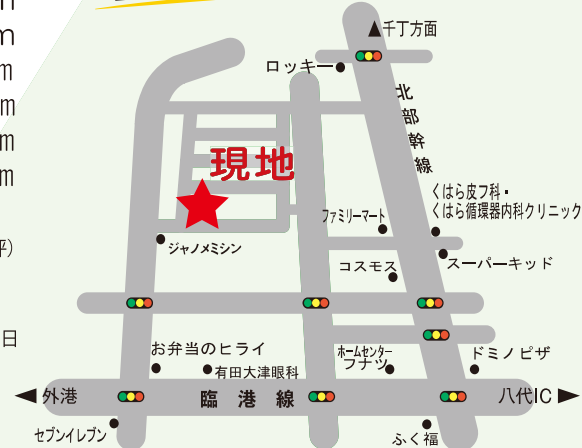 m
m
m
m
m
m
坪)
日
▲千丁方面
ロッキー
北部幹線
現地
くはら皮フ科・
くはら循環器内科クリニック
ファミリーマート
ジャノメミシン
コスモス
スーパーキッド
お弁当のヒライ
有田大津眼科
ホームセンター
フナツ
ドミノピザ
◀外港
臨港線
八代IC▶
セブンイレブン
ふく福